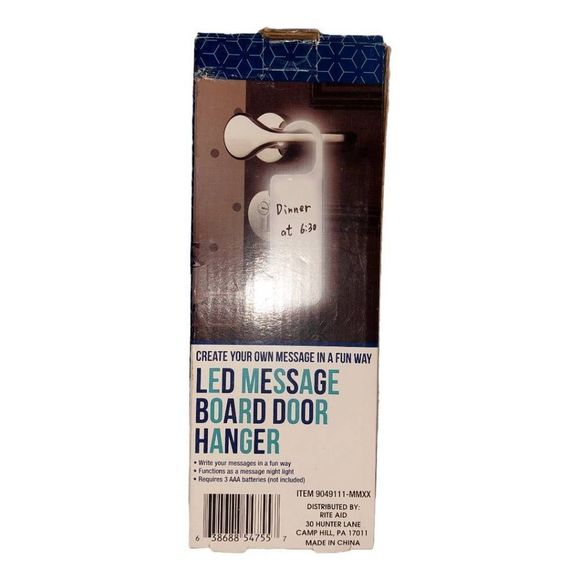 Dinner
at 6:30
CREATE YOUR OWN MESSAGE IN A FUN WAY
LED MESSAGE
BOARD DOOR
HANGER
• Write your messages in a fun way
• Functions as a message night light
• Requires 3 AAA batteries (not included)
ITEM 9049111-MMXX
DISTRIBUTED BY:
RITE AID
30 HUNTER LANE
CAMP HILL, PA 17011
MADE IN CHINA
6 38688 54755 7